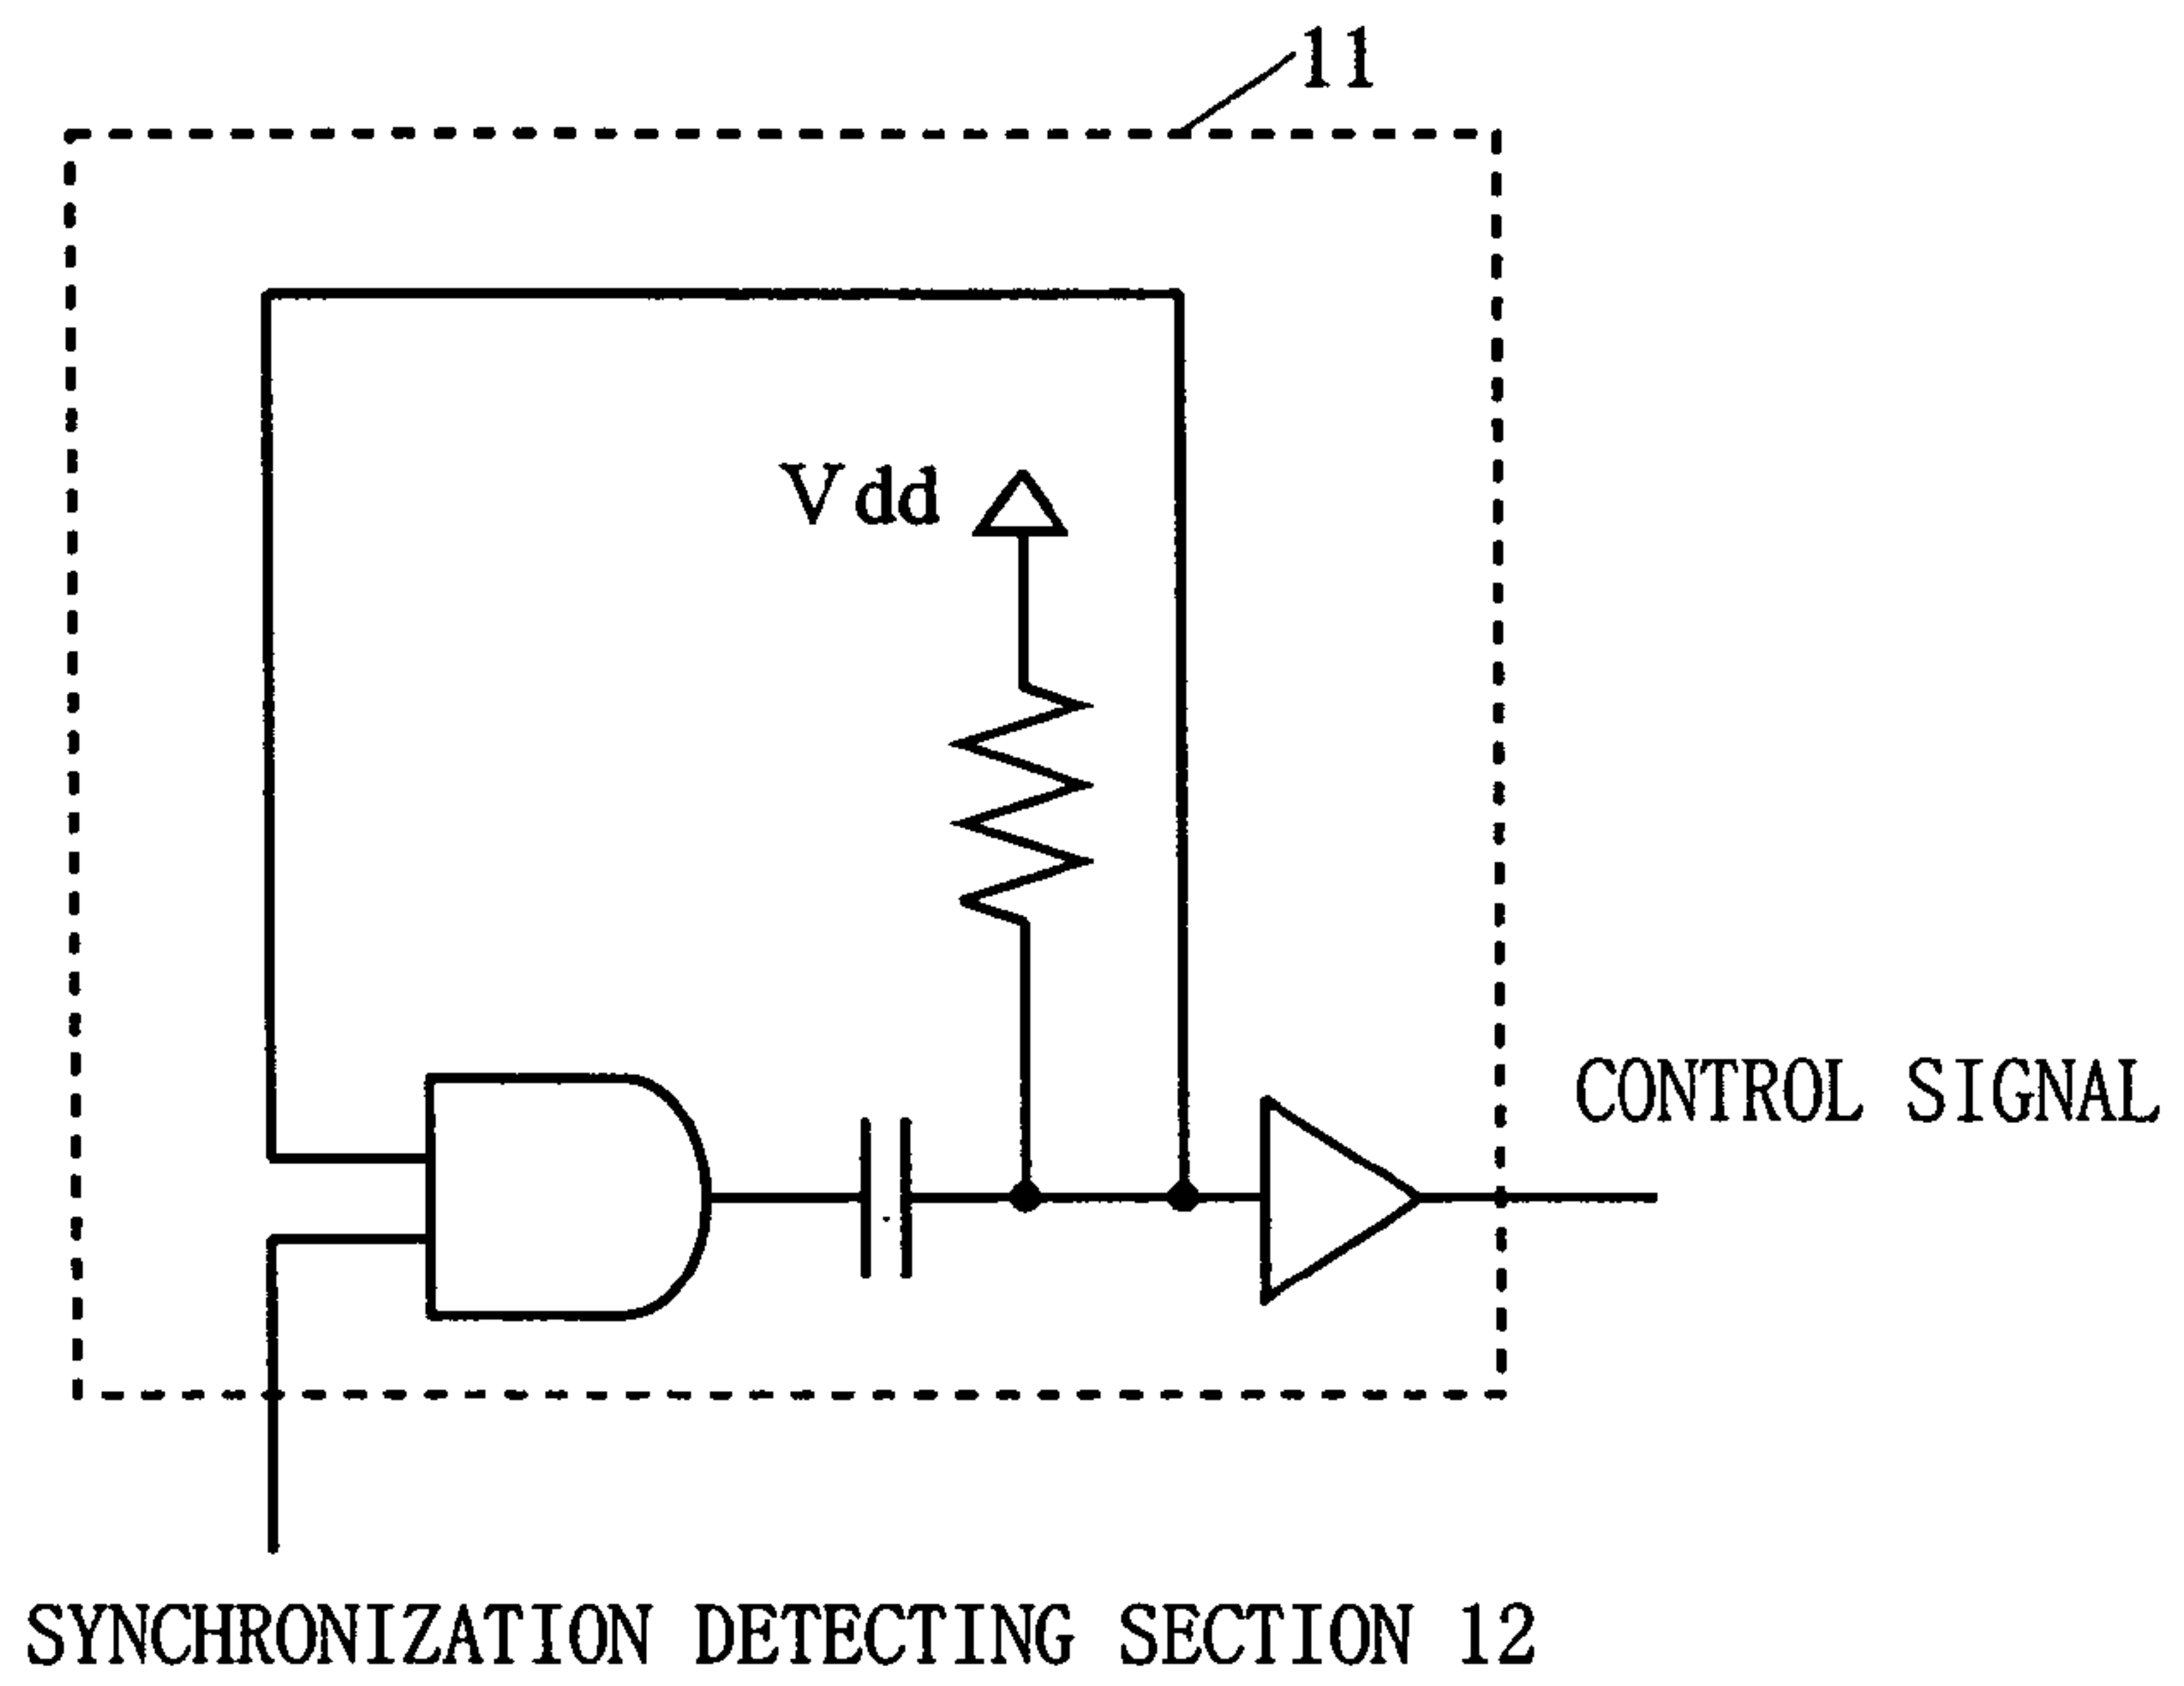 11
Vdd
CONTROL SIGNAL
SYNCHRONIZATION DETECTING SECTION 12